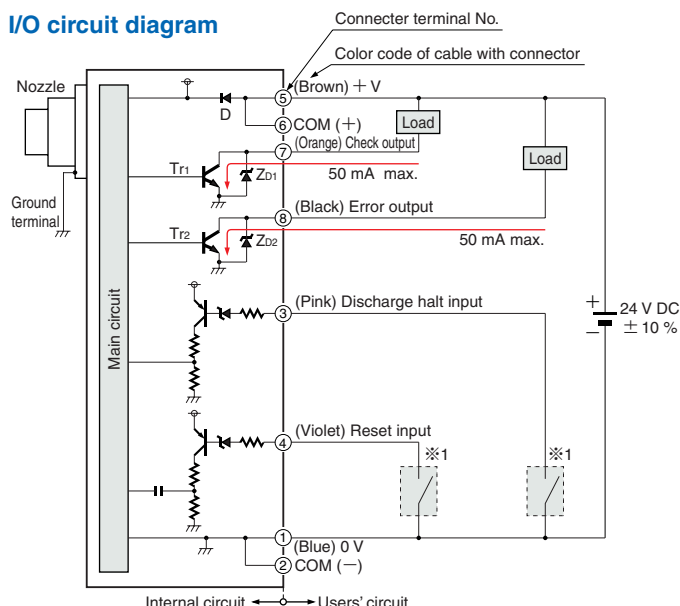 I/O circuit diagram
Connecter terminal No.
Color code of cable with connector
Nozzle
(Brown) + V
5
D
6 COM (+)
Load
(Orange) Check output
7
Tr1
ZD1
50 mA max.
Load
Ground
terminal
(Black) Error output
8
Tr2
ZD2
50 mA max.
Main circuit
(Pink) Discharge halt input
3
+
24 V DC
± 10 %
−
(Violet) Reset input
4
※1
※1
1
(Blue) 0 V
2 COM (−)
Internal circuit
Users' circuit